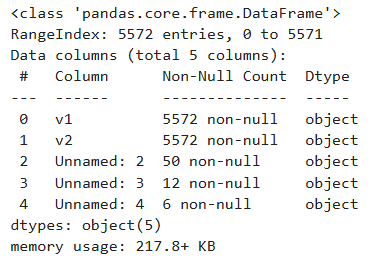 <class 'pandas.core.frame.DataFrame'>
RangeIndex: 5572 entries, 0 to 5571
Data columns (total 5 columns):
 #   Column      Non-Null Count  Dtype
---  ------      --------------  -----
 0   v1          5572 non-null   object
 1   v2          5572 non-null   object
 2   Unnamed: 2  50 non-null     object
 3   Unnamed: 3  12 non-null     object
 4   Unnamed: 4  6 non-null      object
dtypes: object(5)
memory usage: 217.8+ KB